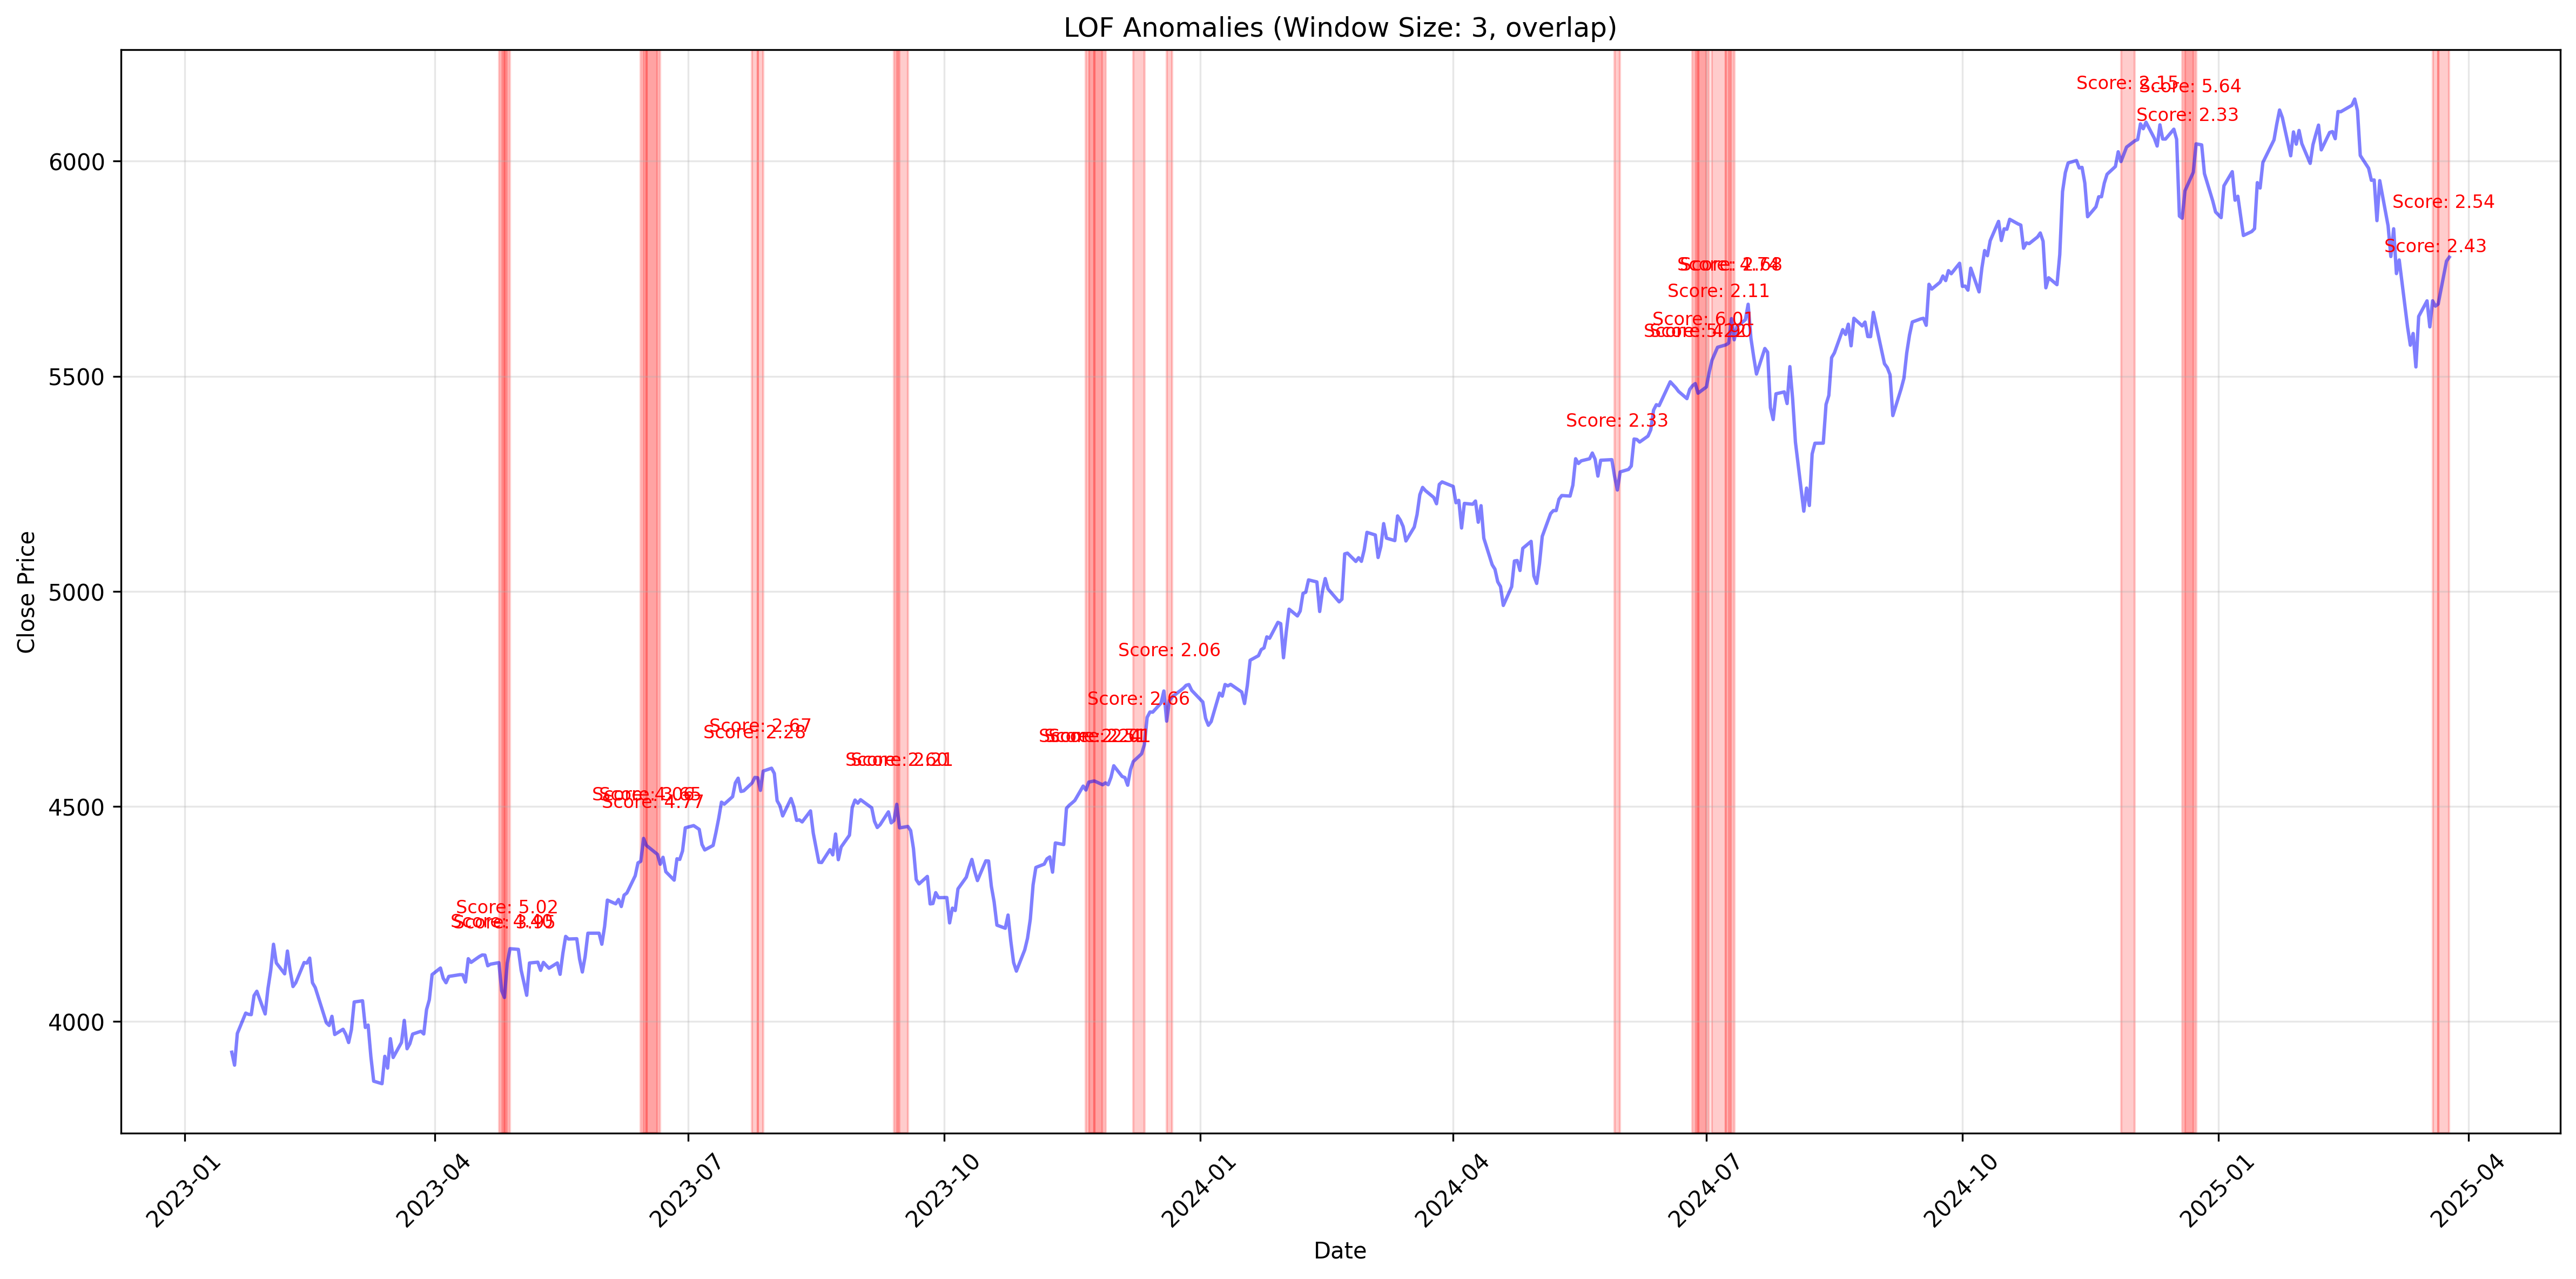 LOF Anomalies (Window Size: 3, overlap)
Close Price
6000
5500
5000
4500
4000
Score: 2.15
Score: 5.64
Score: 2.33
Score: 2.54
Score: 2.43
Score: 2.11
Score: 6.01
Score: 2.33
Score: 2.06
Score: 2.66
Score: 2.67
Score: 2.28
Score: 4.77
Score: 5.02
2023-01
2023-04
2023-07
2023-10
2024-01
2024-04
2024-07
2024-10
2025-01
2025-04
Date